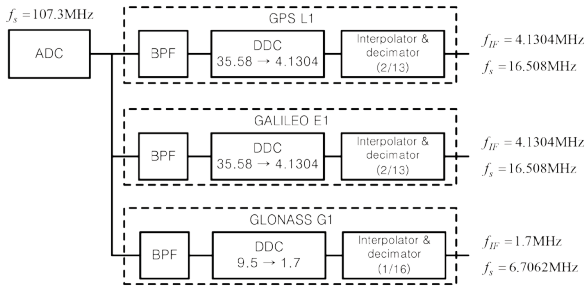 f_s = 107.3MHz
ADC
GPS L1
BPF
DDC
35.58 → 4.1304
Interpolator &
decimator
(2/13)
f_IF = 4.1304MHz
f_s = 16.508MHz
GALILEO E1
BPF
DDC
35.58 → 4.1304
Interpolator &
decimator
(2/13)
f_IF = 4.1304MHz
f_s = 16.508MHz
GLONASS G1
BPF
DDC
9.5 → 1.7
Interpolator &
decimator
(1/16)
f_IF = 1.7MHz
f_s = 6.7062MHz